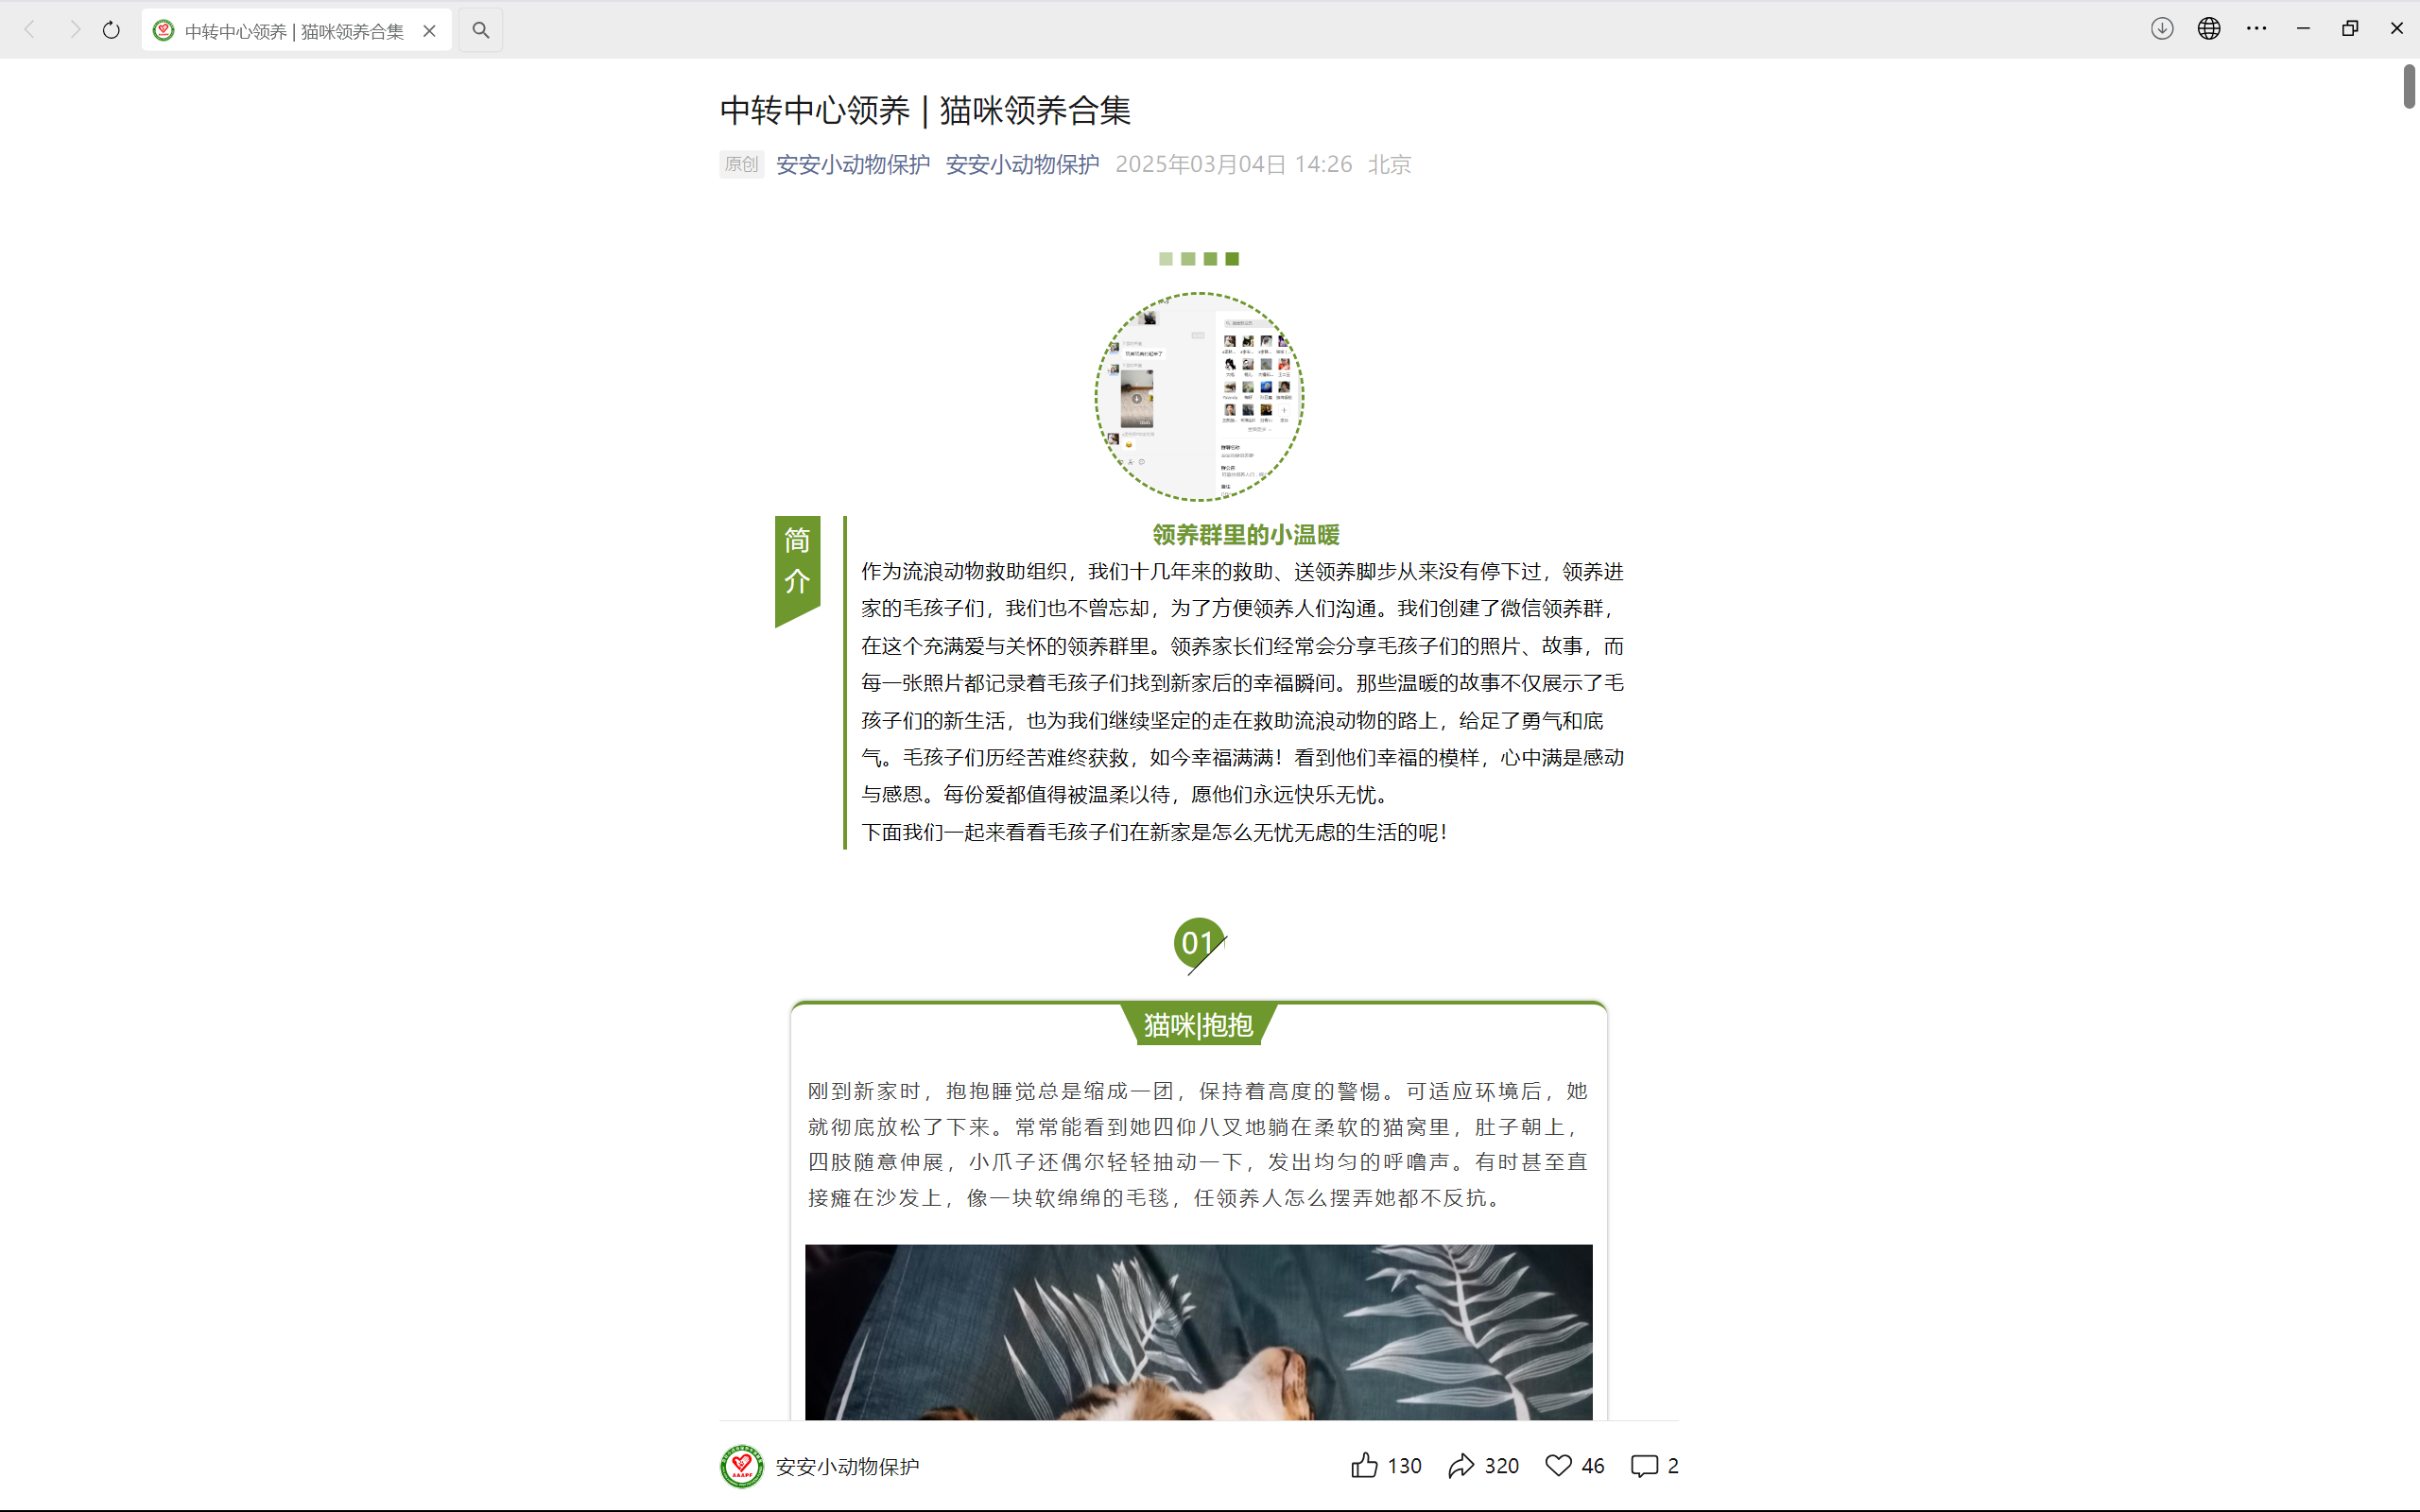 中转中心领养 | 猫咪领养合集
中转中心领养 | 猫咪领养合集
原创 安安小动物保护 安安小动物保护 2025年03月04日 14:26 北京
简介
领养群里的小温暖
作为流浪动物救助组织，我们十几年来的救助、送领养脚步从来没有停下过，领养进
家的毛孩子们，我们也不曾忘却，为了方便领养人们沟通。我们创建了微信领养群，
在这个充满爱与关怀的领养群里。领养家长们经常会分享毛孩子们的照片、故事，而
每一张照片都记录着毛孩子们找到新家后的幸福瞬间。那些温暖的故事不仅展示了毛
孩子们的新生活，也为我们继续坚定的走在救助流浪动物的路上，给足了勇气和底
气。毛孩子们历经苦难终获救，如今幸福满满！看到他们幸福的模样，心中满是感动
与感恩。每份爱都值得被温柔以待，愿他们永远快乐无忧。
下面我们一起来看看毛孩子们在新家是怎么无忧无虑的生活的呢！
01
猫咪|抱抱
刚到新家时，抱抱睡觉总是缩成一团，保持着高度的警惕。可适应环境后，她
就彻底放松了下来。常常能看到她四仰八叉地躺在柔软的猫窝里，肚子朝上，
四肢随意伸展，小爪子还偶尔轻轻抽动一下，发出均匀的呼噜声。有时甚至直
接瘫在沙发上，像一块软绵绵的毛毯，任领养人怎么摆弄她都不反抗。
安安小动物保护 130 320 46 2